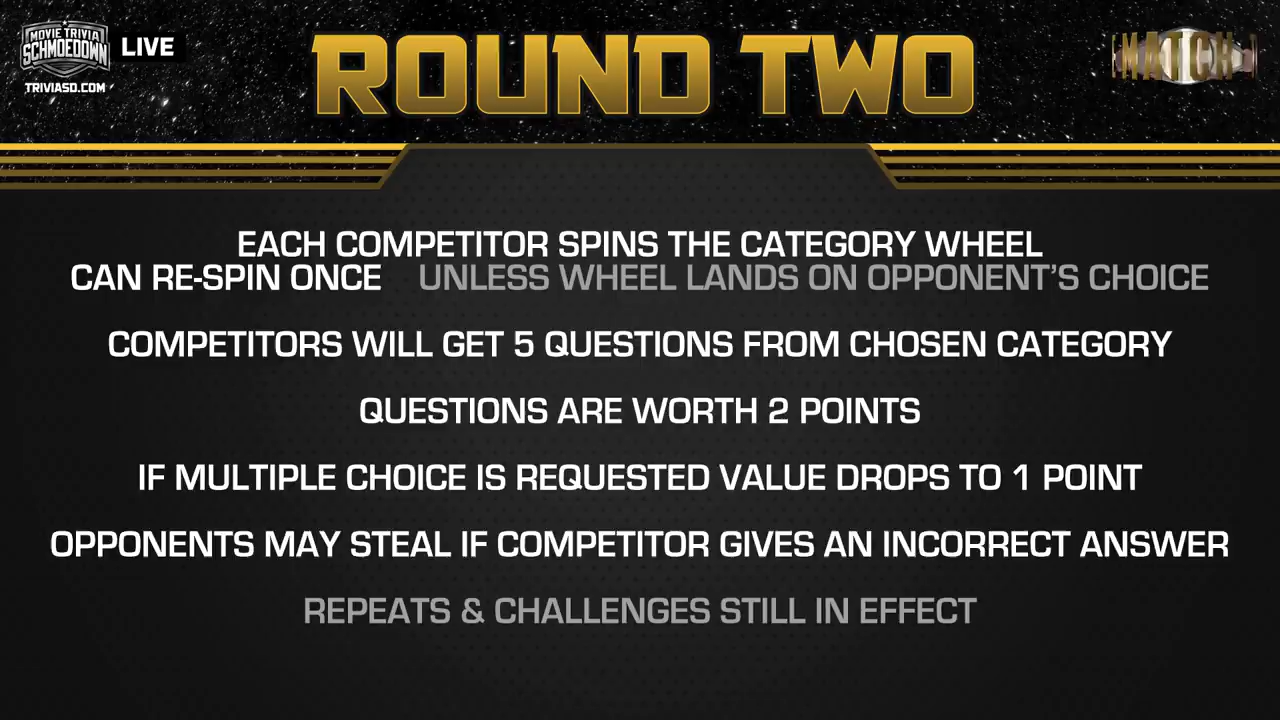 MOVIE TRIVIA
SCHMOEDOWN
LIVE
TRIVIASD.COM
ROUND TWO
MATCH
EACH COMPETITOR SPINS THE CATEGORY WHEEL
CAN RE-SPIN ONCE UNLESS WHEEL LANDS ON OPPONENT'S CHOICE
COMPETITORS WILL GET 5 QUESTIONS FROM CHOSEN CATEGORY
QUESTIONS ARE WORTH 2 POINTS
IF MULTIPLE CHOICE IS REQUESTED VALUE DROPS TO 1 POINT
OPPONENTS MAY STEAL IF COMPETITOR GIVES AN INCORRECT ANSWER
REPEATS & CHALLENGES STILL IN EFFECT